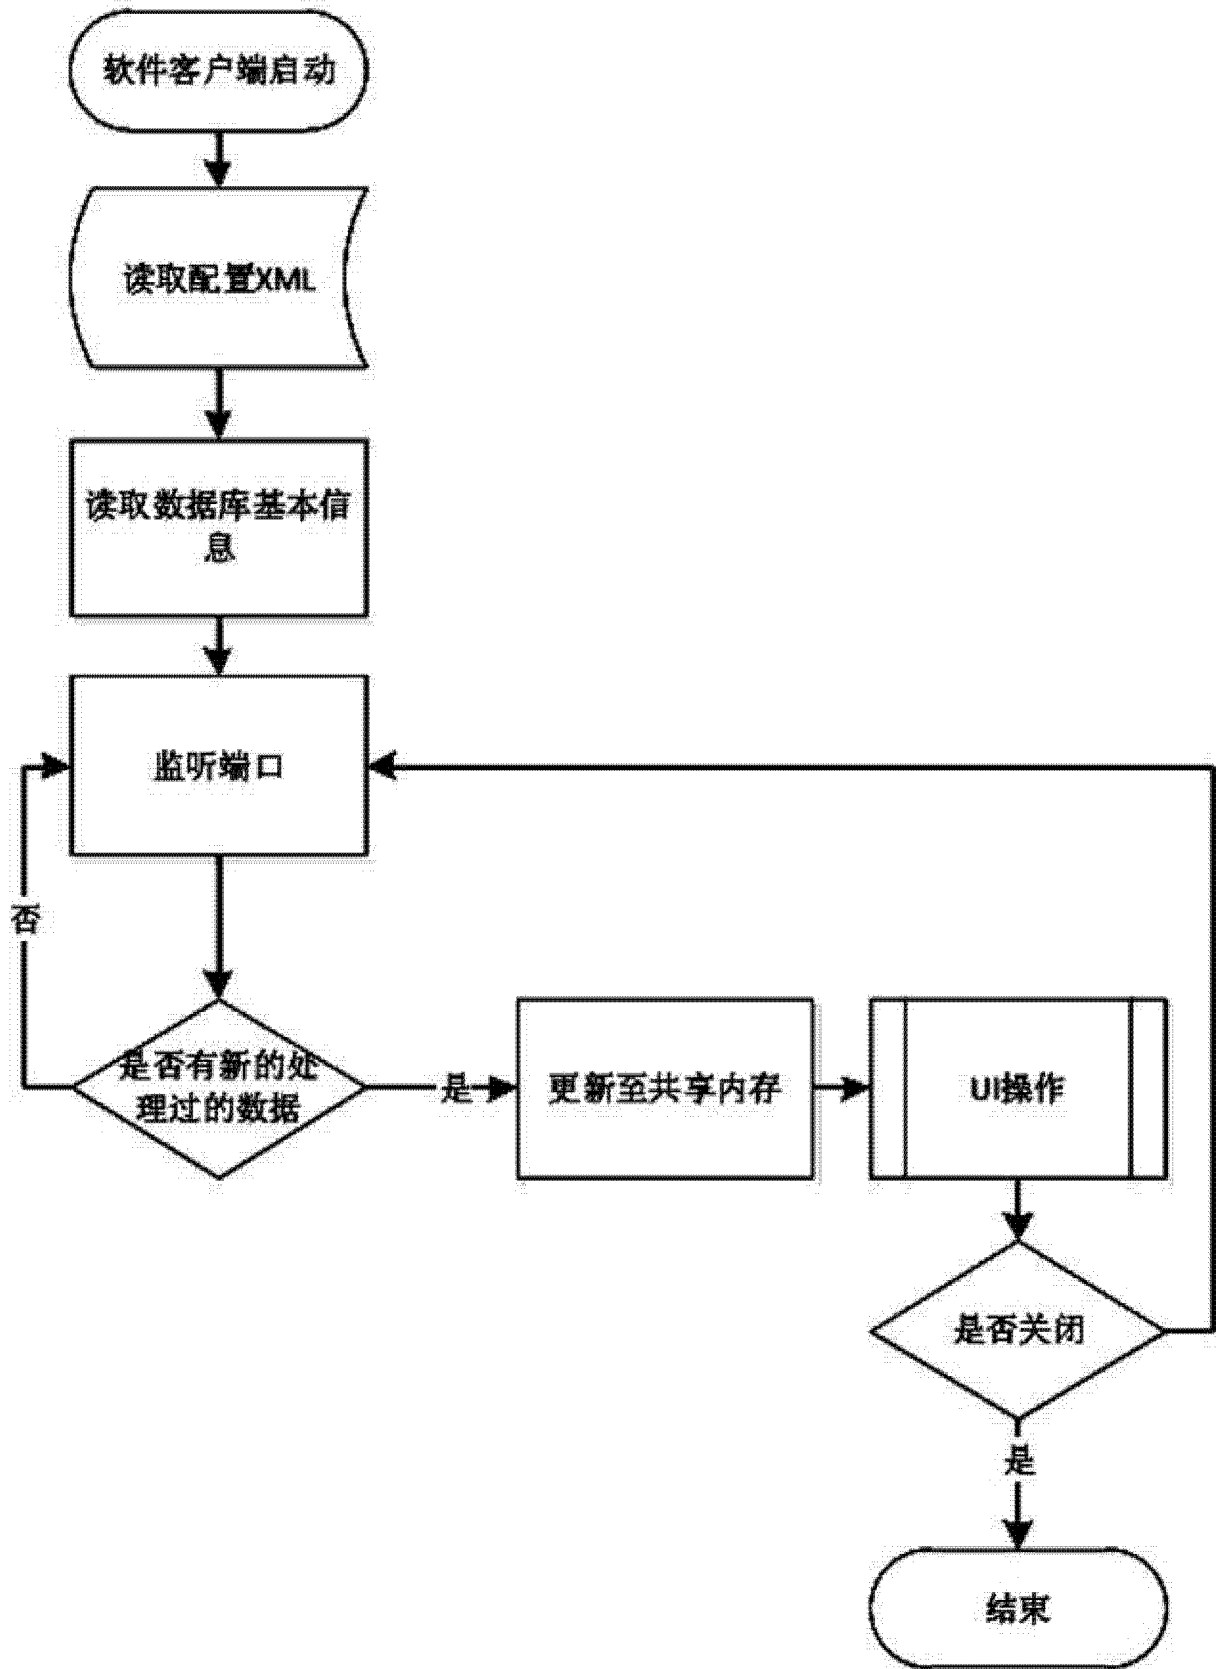 软件客户端启动
读取配置XML
读取数据库基本信
息
监听端口
否
是否有新的处
理过的数据
是
更新至共享内存
UI操作
是否关闭
是
结束